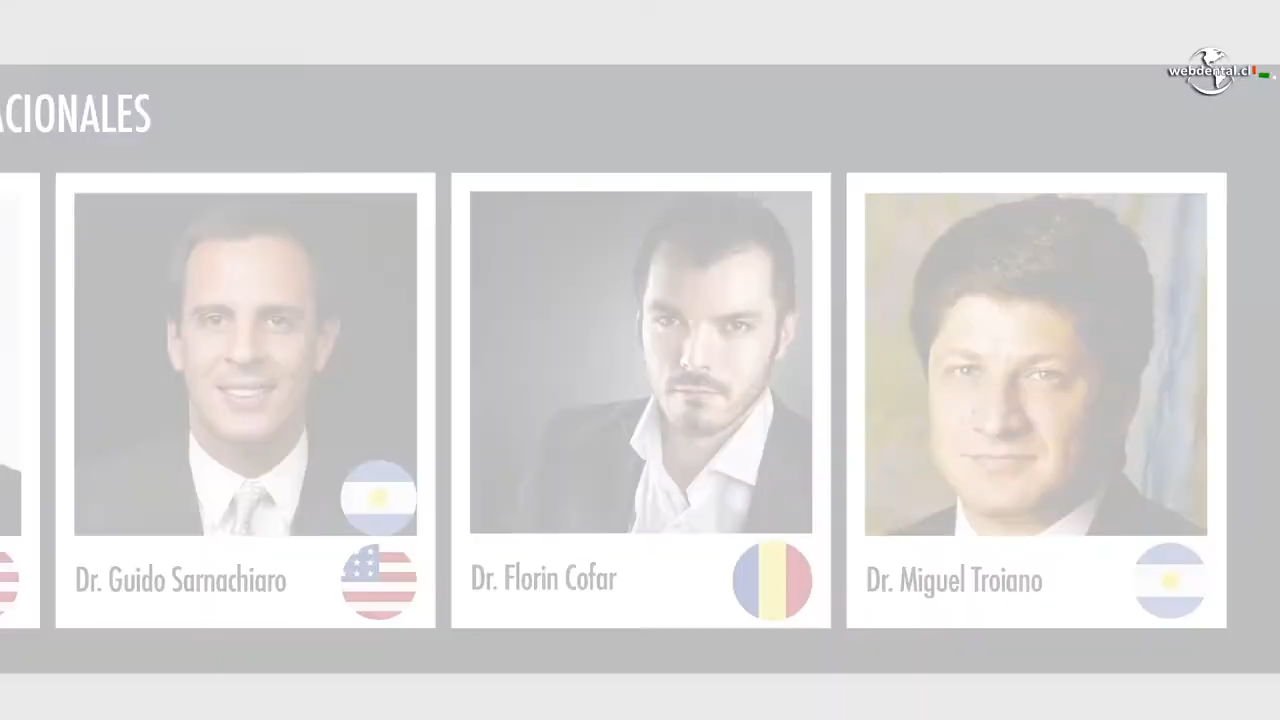 ACIONALES
webdental.cl
Dr. Guido Sarnachiaro
Dr. Florin Cofar
Dr. Miguel Troiano